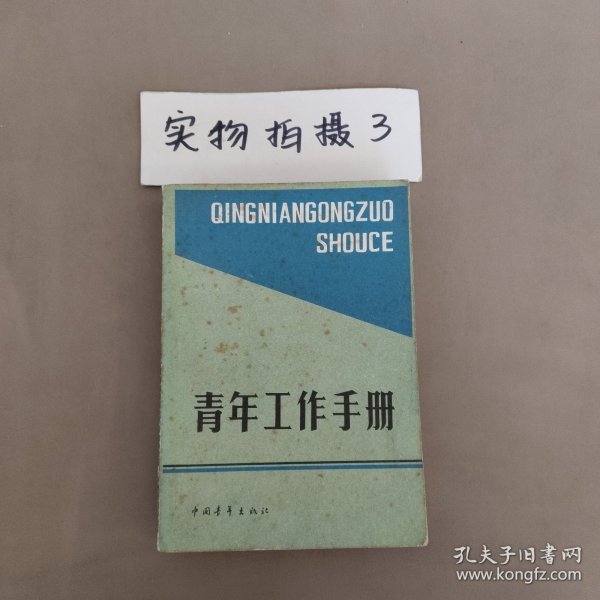 实物拍摄3
QINGNIANGONGZUO
SHOUCE
青年工作手册
中国青年出版社
孔夫子旧书网
www.kongfz.com